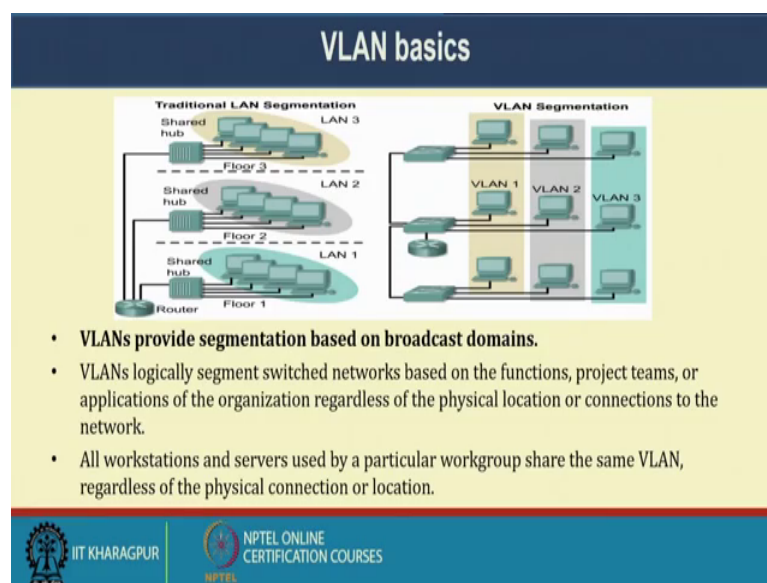 VLAN basics
Traditional LAN Segmentation
Shared
hub
LAN 3
Floor 3
Shared
hub
LAN 2
Floor 2
Shared
hub
LAN 1
Floor 1
Router
VLAN Segmentation
VLAN 1
VLAN 2
VLAN 3
• VLANs provide segmentation based on broadcast domains.
• VLANs logically segment switched networks based on the functions, project teams, or
applications of the organization regardless of the physical location or connections to the
network.
• All workstations and servers used by a particular workgroup share the same VLAN,
regardless of the physical connection or location.
IIT KHARAGPUR
NPTEL
NPTEL ONLINE
CERTIFICATION COURSES